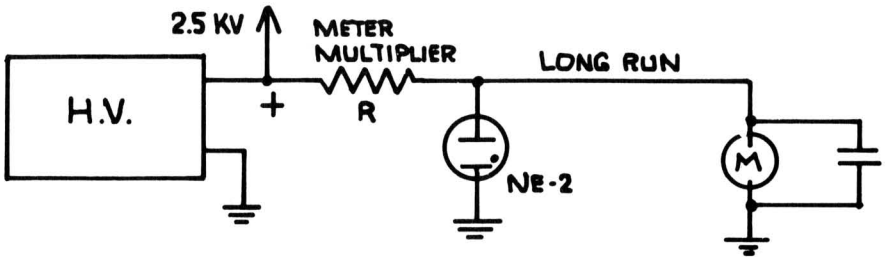 2.5 KV
METER
MULTIPLIER
LONG RUN
H.V.
+
R
M
NE-2